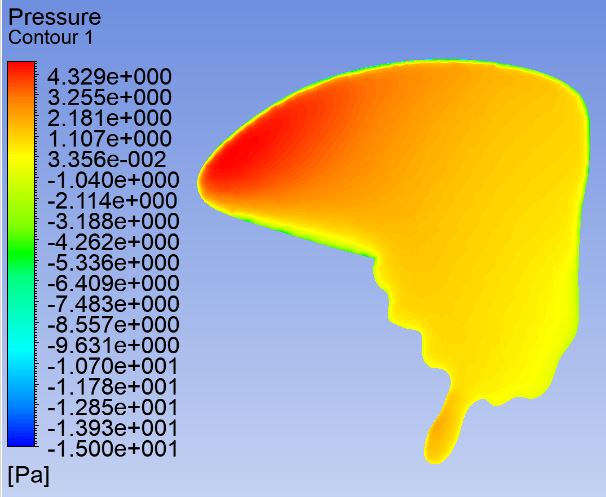 Pressure
Contour 1
4.329e+000
3.255e+000
2.181e+000
1.107e+000
3.356e-002
-1.040e+000
-2.114e+000
-3.188e+000
-4.262e+000
-5.336e+000
-6.409e+000
-7.483e+000
-8.557e+000
-9.631e+000
-1.070e+001
-1.178e+001
-1.285e+001
-1.393e+001
-1.500e+001
[Pa]